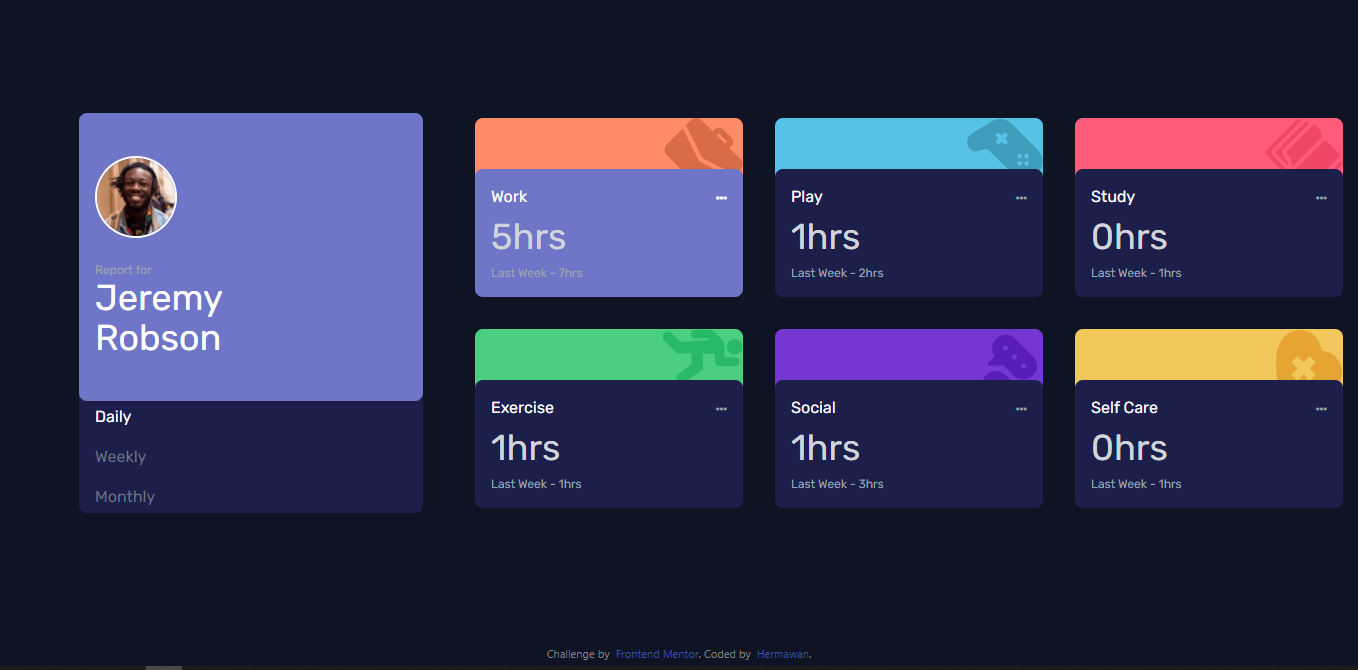 Report for
Jeremy
Robson
Daily
Weekly
Monthly
Work
5hrs
Last Week - 7hrs
Play
1hrs
Last Week - 2hrs
Study
0hrs
Last Week - 1hrs
Exercise
1hrs
Last Week - 1hrs
Social
1hrs
Last Week - 3hrs
Self Care
0hrs
Last Week - 1hrs
Challenge by Frontend Mentor. Coded by Hermawan.